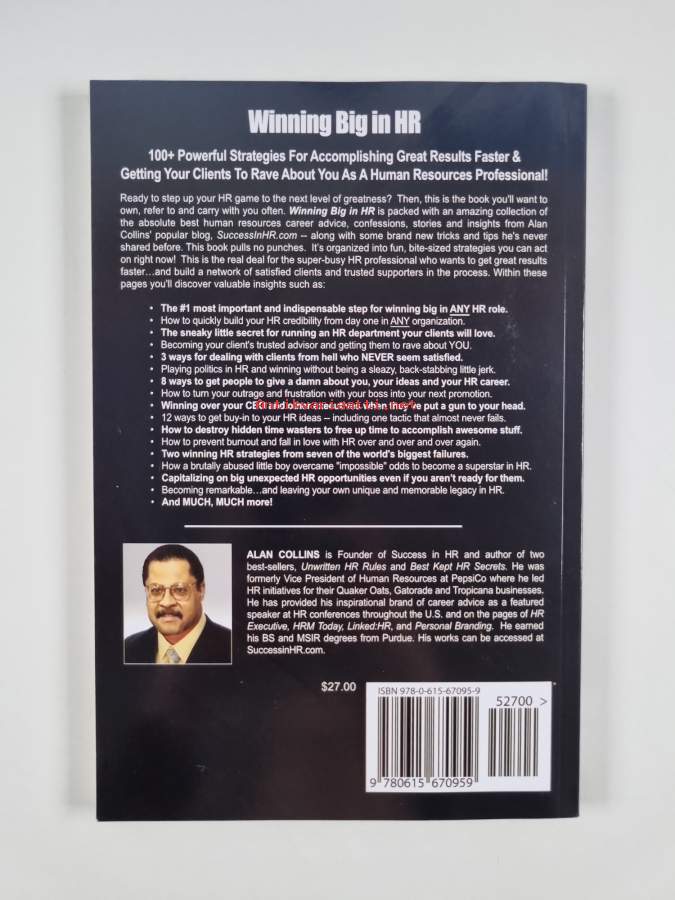 Winning Big in HR
100+ Powerful Strategies For Accomplishing Great Results Faster &
Getting Your Clients To Rave About You As A Human Resources Professional!
Ready to step up your HR game to the next level of greatness? Then, this is the book you'll want to
own, refer to and carry with you often. Winning Big in HR is packed with an amazing collection of
the absolute best human resources career advice, confessions, stories and insights from Alan
Collins' popular blog, SuccessInHR.com -- along with some brand new tricks and tips he's never
shared before. This book pulls no punches. It's organized into fun, bite-sized strategies you can act
on right now! This is the real deal for the super-busy HR professional who wants to get great results
faster…and build a network of satisfied clients and trusted supporters in the process. Within these
pages you'll discover valuable insights such as:
• The #1 most important and indispensable step for winning big in ANY HR role.
• How to quickly build your HR credibility from day one in ANY organization.
• The sneaky little secret for running an HR department your clients will love.
• Becoming your client's trusted advisor and getting them to rave about YOU.
• 3 ways for dealing with clients from hell who NEVER seem satisfied.
• Playing politics in HR and winning without being a sleazy, back-stabbing little jerk.
• 8 ways to get people to give a damn about you, your ideas and your HR career.
• How to turn your outrage and frustration with your boss into your next promotion.
• Winning over your CEO put a gun to your head.
• 12 ways to get buy-in to your HR ideas -- including one tactic that almost never fails.
• How to destroy hidden time wasters to free up time to accomplish awesome stuff.
• How to prevent burnout and fall in love with HR over and over and over again.
• Two winning HR strategies from seven of the world's biggest failures.
• How a brutally abused little boy overcame "impossible" odds to become a superstar in HR.
• Capitalizing on big unexpected HR opportunities even if you aren't ready for them.
• Becoming remarkable…and leaving your own unique and memorable legacy in HR.
• And MUCH, MUCH more!
ALAN COLLINS is Founder of Success in HR and author of two
best-sellers, Unwritten HR Rules and Best Kept HR Secrets. He was
formerly Vice President of Human Resources at PepsiCo where he led
HR initiatives for their Quaker Oats, Gatorade and Tropicana businesses.
He has provided his inspirational brand of career advice as a featured
speaker at HR conferences throughout the U.S. and on the pages of HR
Executive, HRM Today, Linked:HR, and Personal Branding. He earned
his BS and MSIR degrees from Purdue. His works can be accessed at
SuccessinHR.com.
$27.00
ISBN 978-0-615-67095-9
52700 >
9 780615 670959